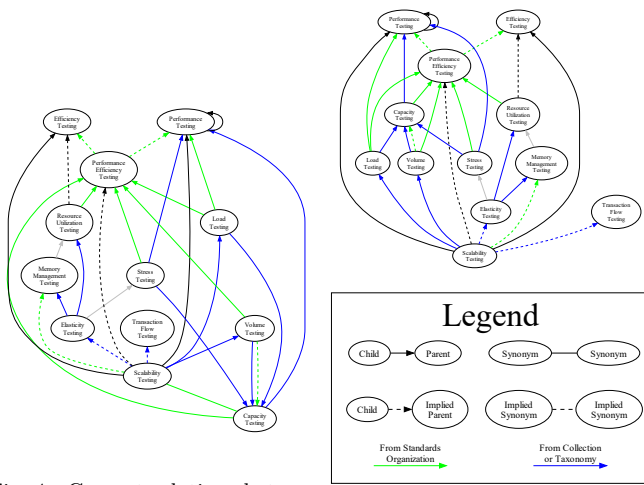 Efficiency
Testing
Performance
Testing
Performance
Efficiency
Testing
Resource
Utilization
Testing
Load
Testing
Memory
Management
Testing
Stress
Testing
Elasticity
Testing
Transaction
Flow
Testing
Volume
Testing
Scalability
Testing
Capacity
Testing
Performance
Testing
Efficiency
Testing
Performance
Efficiency
Testing
Capacity
Testing
Resource
Utilization
Testing
Load
Testing
Volume
Testing
Stress
Testing
Memory
Management
Testing
Elasticity
Testing
Transaction
Flow
Testing
Scalability
Testing
Legend
Child Parent Synonym Synonym
Child Implied Parent Implied Synonym Implied Synonym
From Standards
Organization
From Collection
or Taxonomy